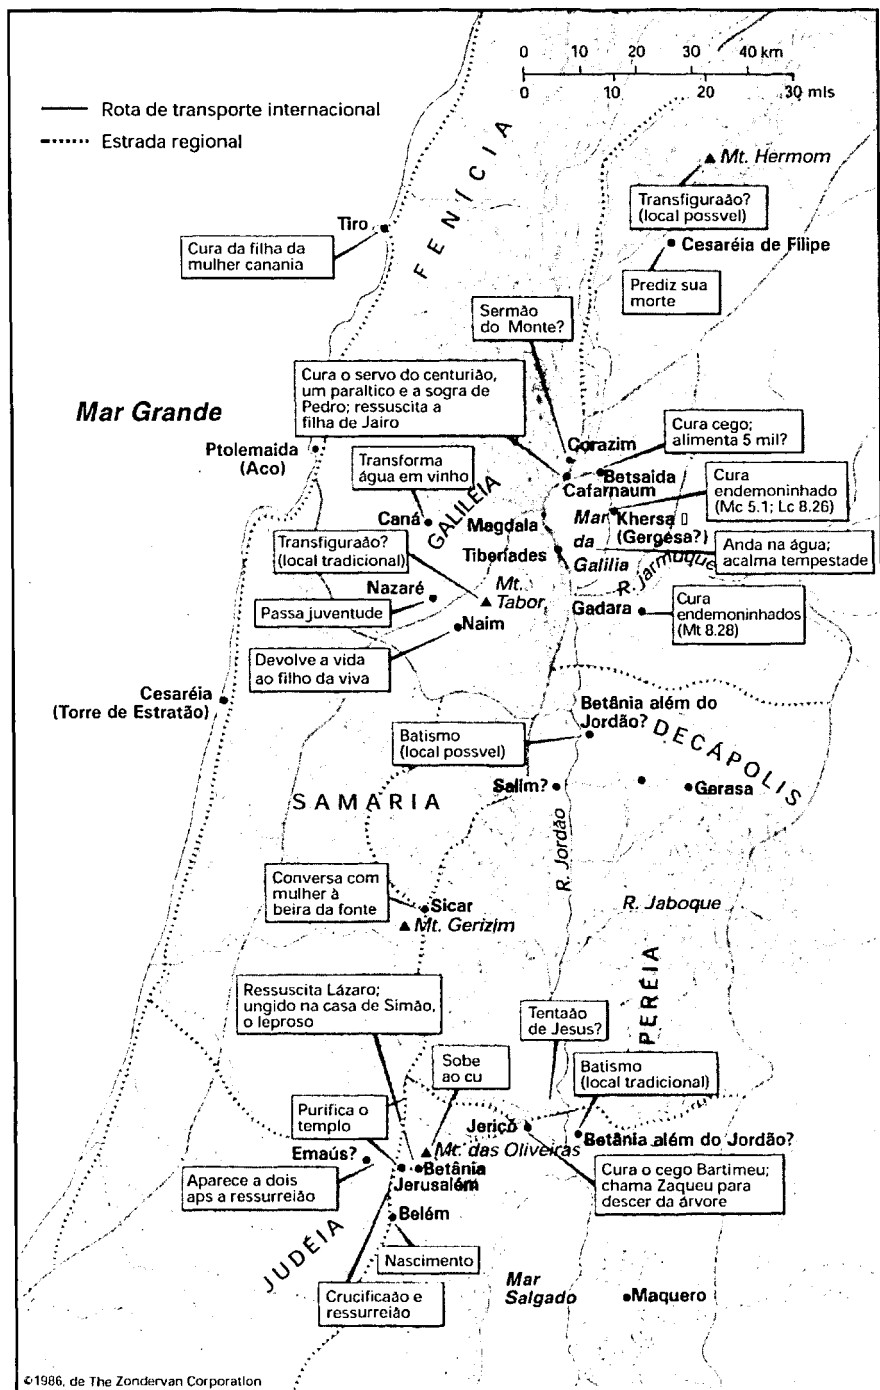 0 10 20 30 40 km
0 10 20 30 mls
Rota de transporte internacional
Estrada regional
FENÍCIA
Mt. Hermom
Transfiguraão?
(local possvel)
Tiro
Cura da filha da
mulher canania
Cesaréia de Filipe
Prediz sua
morte
Sermão
do Monte?
Cura o servo do centurião,
um paraltico e a sogra de
Pedro; ressuscita a
filha de Jairo
Mar Grande
Cura cego;
alimenta 5 mil?
Corazim
Ptolemaida
(Aco)
Transforma
água em vinho
Betsaida
Cafarnaum
Cura
endemoninhado
(Mc 5.1; Lc 8.26)
GALILÉIA
Caná
Magdala
Mar
da
Galilia
Khersa
(Gergesa?)
Transfiguraão?
(local tradicional)
Tiberíades
Anda na água;
acalma tempestade
R. Jarmuque
Nazaré
Mt.
Tabor
Passa juventude
Gadara
Cura
endemoninhados
(Mt 8.28)
Naim
Devolve a vida
ao filho da viva
Cesaréia
(Torre de Estratão)
Betânia além do
Jordão?
Batismo
(local possvel)
DECÁPOLIS
Salim?
Gerasa
SAMARIA
R. Jordão
Conversa com
mulher à
beira da fonte
Sicar
Mt. Gerizim
R. Jaboque
Ressuscita Lázaro;
ungido na casa de Simão,
o leproso
PERÉIA
Tentaão
de Jesus?
Sobe
ao cu
Batismo
(local tradicional)
Purifica o
templo
Jericó
Betânia além do Jordão?
Mt. das Oliveiras
Emaús?
Betânia
Jerusalém
Aparece a dois
aps a ressurreião
Cura o cego Bartimeu;
chama Zaqueu para
descer da árvore
Belém
JUDÉIA
Nascimento
Crucificaão e
ressurreião
Mar
Salgado
Maquero
©1986, de The Zondervan Corporation